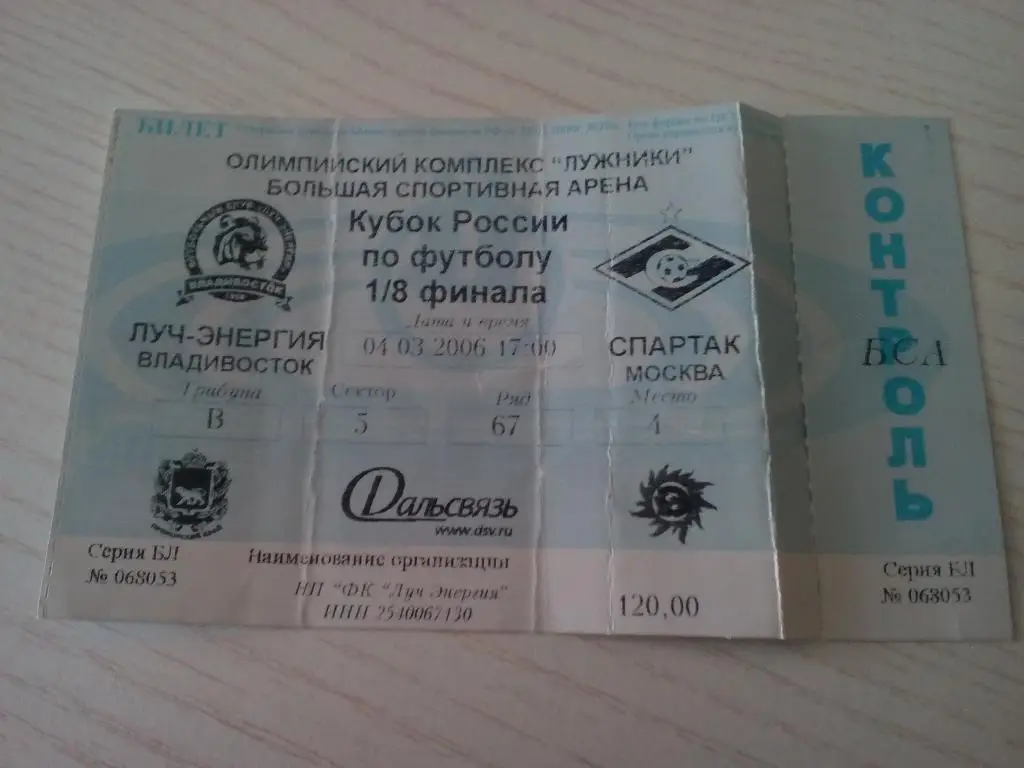 БИЛЕТ
ОЛИМПИЙСКИЙ КОМПЛЕКС "ЛУЖНИКИ"
БОЛЬШАЯ СПОРТИВНАЯ АРЕНА
Кубок России
по футболу
1/8 финала
ВЛАДИВОСТОК
Дата и время
04 03 2006 17:00
ЛУЧ-ЭНЕРГИЯ
ВЛАДИВОСТОК
СПАРТАК
МОСКВА
Трибуна Сектор Ряд Место
В 5 67 4
Дальсвязь
www.dsv.ru
Серия БЛ
№ 068053
Наименование организации
НП "ФК "Луч Энергия"
ИНН 2540067130
120,00
КОНТРОЛЬ
БСА
Серия БЛ
№ 068053